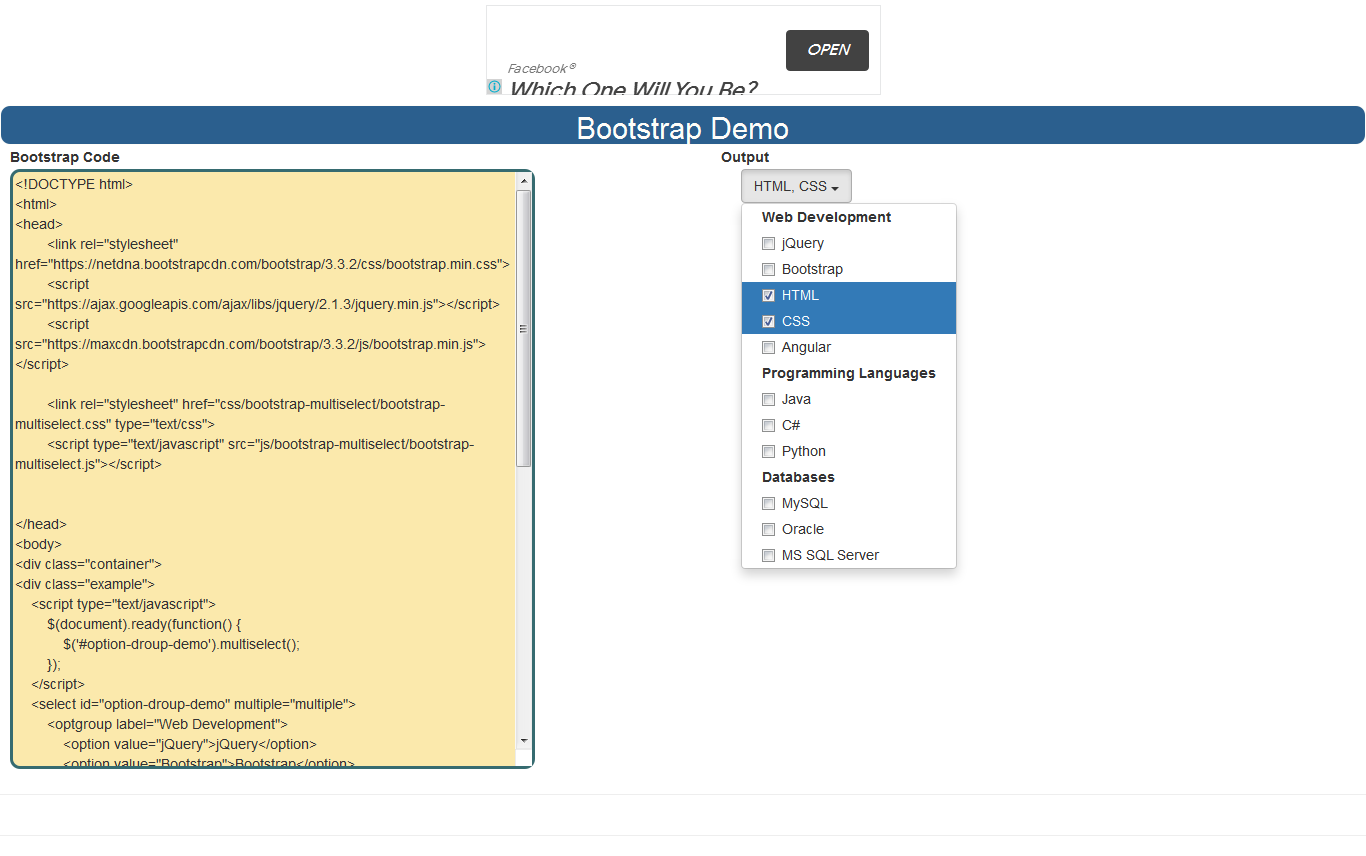 Facebook®
Which One Will You Be?
OPEN
Bootstrap Demo
Bootstrap Code
<!DOCTYPE html>
<html>
<head>
<link rel="stylesheet"
href="https://netdna.bootstrapcdn.com/bootstrap/3.3.2/css/bootstrap.min.css">
<script
src="https://ajax.googleapis.com/ajax/libs/jquery/2.1.3/jquery.min.js"></script>
<script
src="https://maxcdn.bootstrapcdn.com/bootstrap/3.3.2/js/bootstrap.min.js">
</script>
<link rel="stylesheet" href="css/bootstrap-multiselect/bootstrap-
multiselect.css" type="text/css">
<script type="text/javascript" src="js/bootstrap-multiselect/bootstrap-
multiselect.js"></script>
</head>
<body>
<div class="container">
<div class="example">
<script type="text/javascript">
$(document).ready(function() {
$('#option-droup-demo').multiselect();
});
</script>
<select id="option-droup-demo" multiple="multiple">
<optgroup label="Web Development">
<option value="jQuery">jQuery</option>
<option value="Bootstrap">Bootstrap</option>
Output
HTML, CSS
Web Development
jQuery
Bootstrap
HTML
CSS
Angular
Programming Languages
Java
C#
Python
Databases
MySQL
Oracle
MS SQL Server